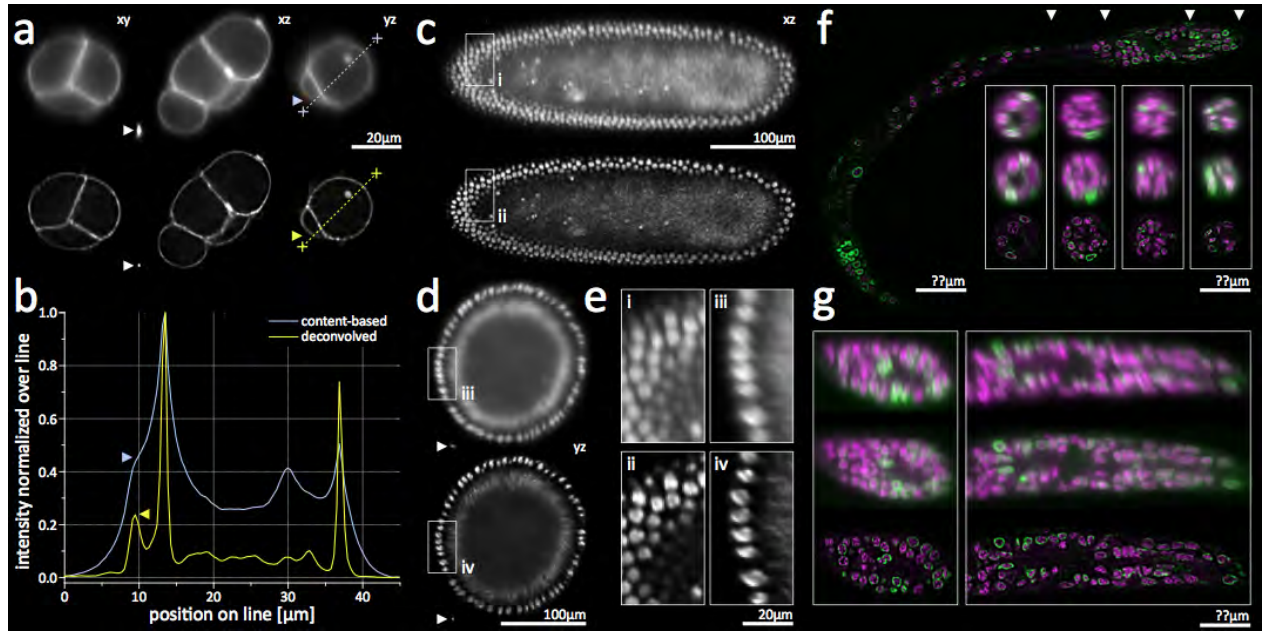 a
xy
xz
yz
20µm
b
1.0
0.8
0.6
0.4
0.2
0.0
intensity normalized over line
content-based
deconvolved
0
10
20
30
40
position on line [µm]
c
xz
i
100µm
ii
d
iii
yz
iv
100µm
e
i
iii
ii
iv
20µm
f
??µm
??µm
g
??µm